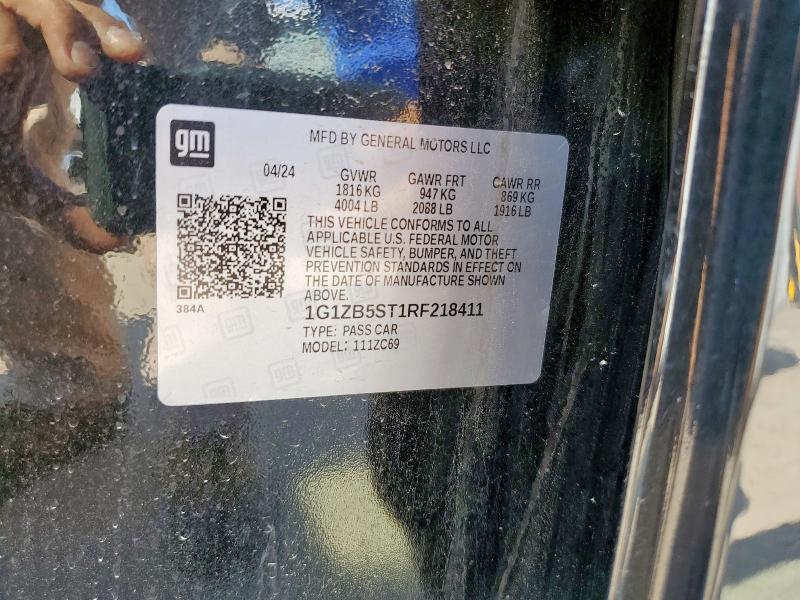 gm
MFD BY GENERAL MOTORS LLC
04/24
GVWR
1816 KG
4004 LB
GAWR FRT
947 KG
2088 LB
GAWR RR
869 KG
1916 LB
THIS VEHICLE CONFORMS TO ALL
APPLICABLE U.S. FEDERAL MOTOR
VEHICLE SAFETY, BUMPER, AND THEFT
PREVENTION STANDARDS IN EFFECT ON
THE DATE OF MANUFACTURE SHOWN
ABOVE.
384A
1G1ZB5ST1RF218411
TYPE: PASS CAR
MODEL: 111ZC69